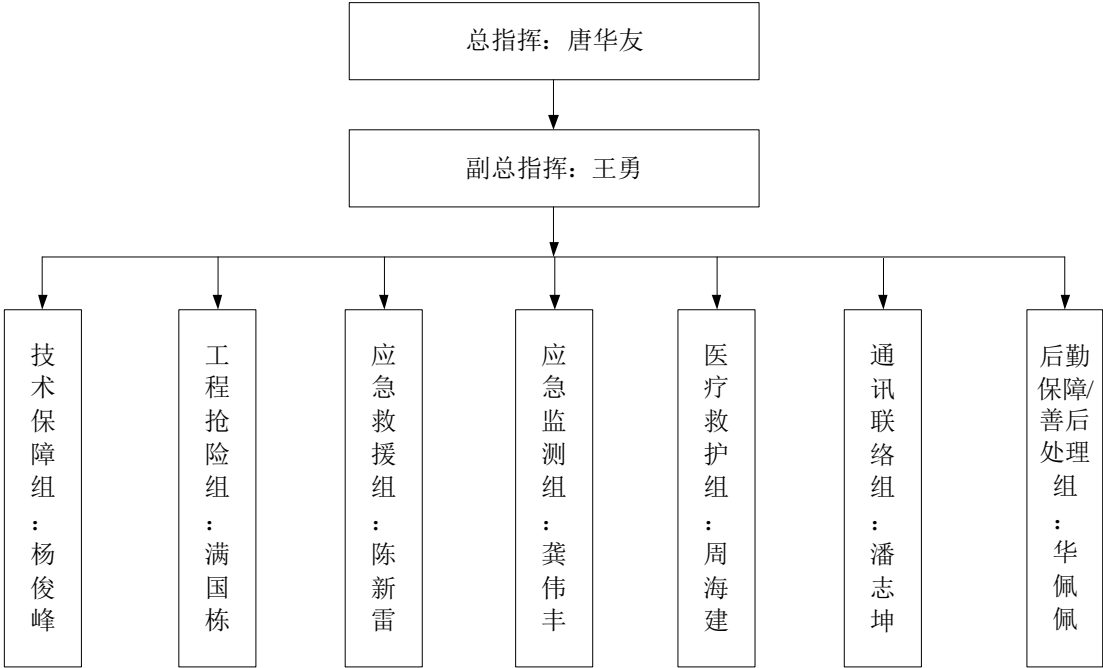 总指挥：唐华友
副总指挥：王勇
技术保障组：杨俊峰
工程抢险组：满国栋
应急救援组：陈新雷
应急监测组：龚伟丰
医疗救护组：周海建
通讯联络组：潘志坤
后勤保障/善后处理组：华佩佩